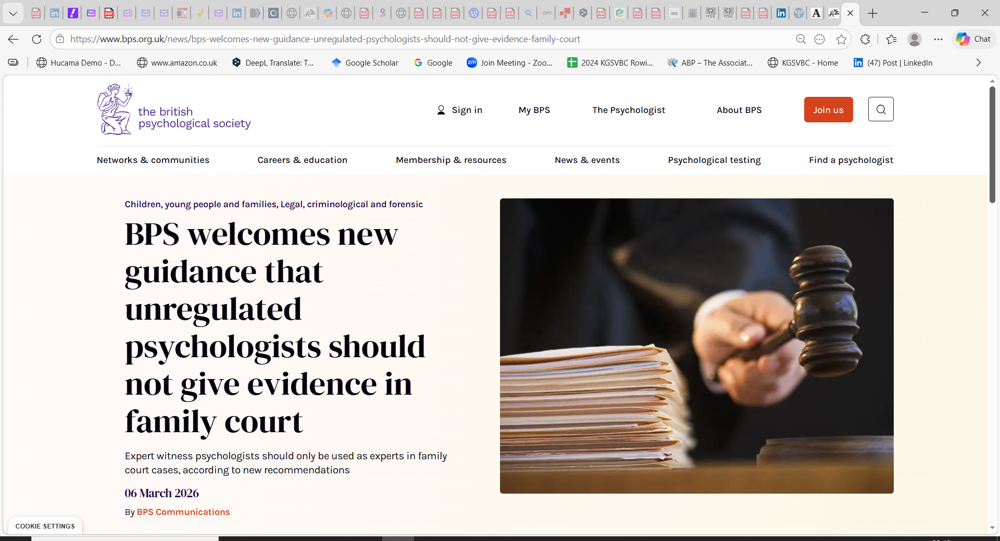 https://www.bps.org.uk/news/bps-welcomes-new-guidance-unregulated-psychologists-should-not-give-evidence-family-court
Chat
Hucama Demo - D...
www.amazon.co.uk
DeepL Translate: T...
Google Scholar
Google
zm Join Meeting - Zoo...
2024 KGSVBC Rowi...
ABP – The Associat...
KGSVBC - Home
(47) Post | LinkedIn
the british
psychological society
Sign in
My BPS
The Psychologist
About BPS
Join us
Networks & communities
Careers & education
Membership & resources
News & events
Psychological testing
Find a psychologist
Children, young people and families, Legal, criminological and forensic
BPS welcomes new
guidance that
unregulated
psychologists should
not give evidence in
family court
Expert witness psychologists should only be used as experts in family
court cases, according to new recommendations
06 March 2026
By BPS Communications
COOKIE SETTINGS